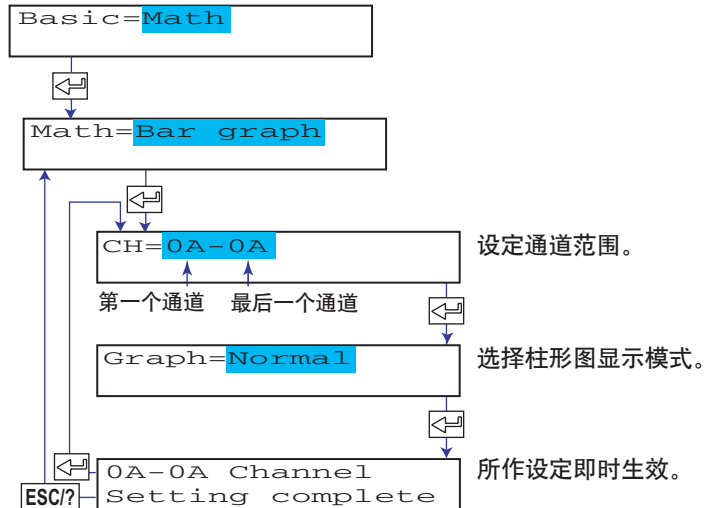 Basic=Math
Math=Bar graph
CH=0A-0A
设定通道范围。
第一个通道 最后一个通道
Graph=Normal
选择柱形图显示模式。
0A-0A Channel
所作设定即时生效。
ESC/?
Setting complete